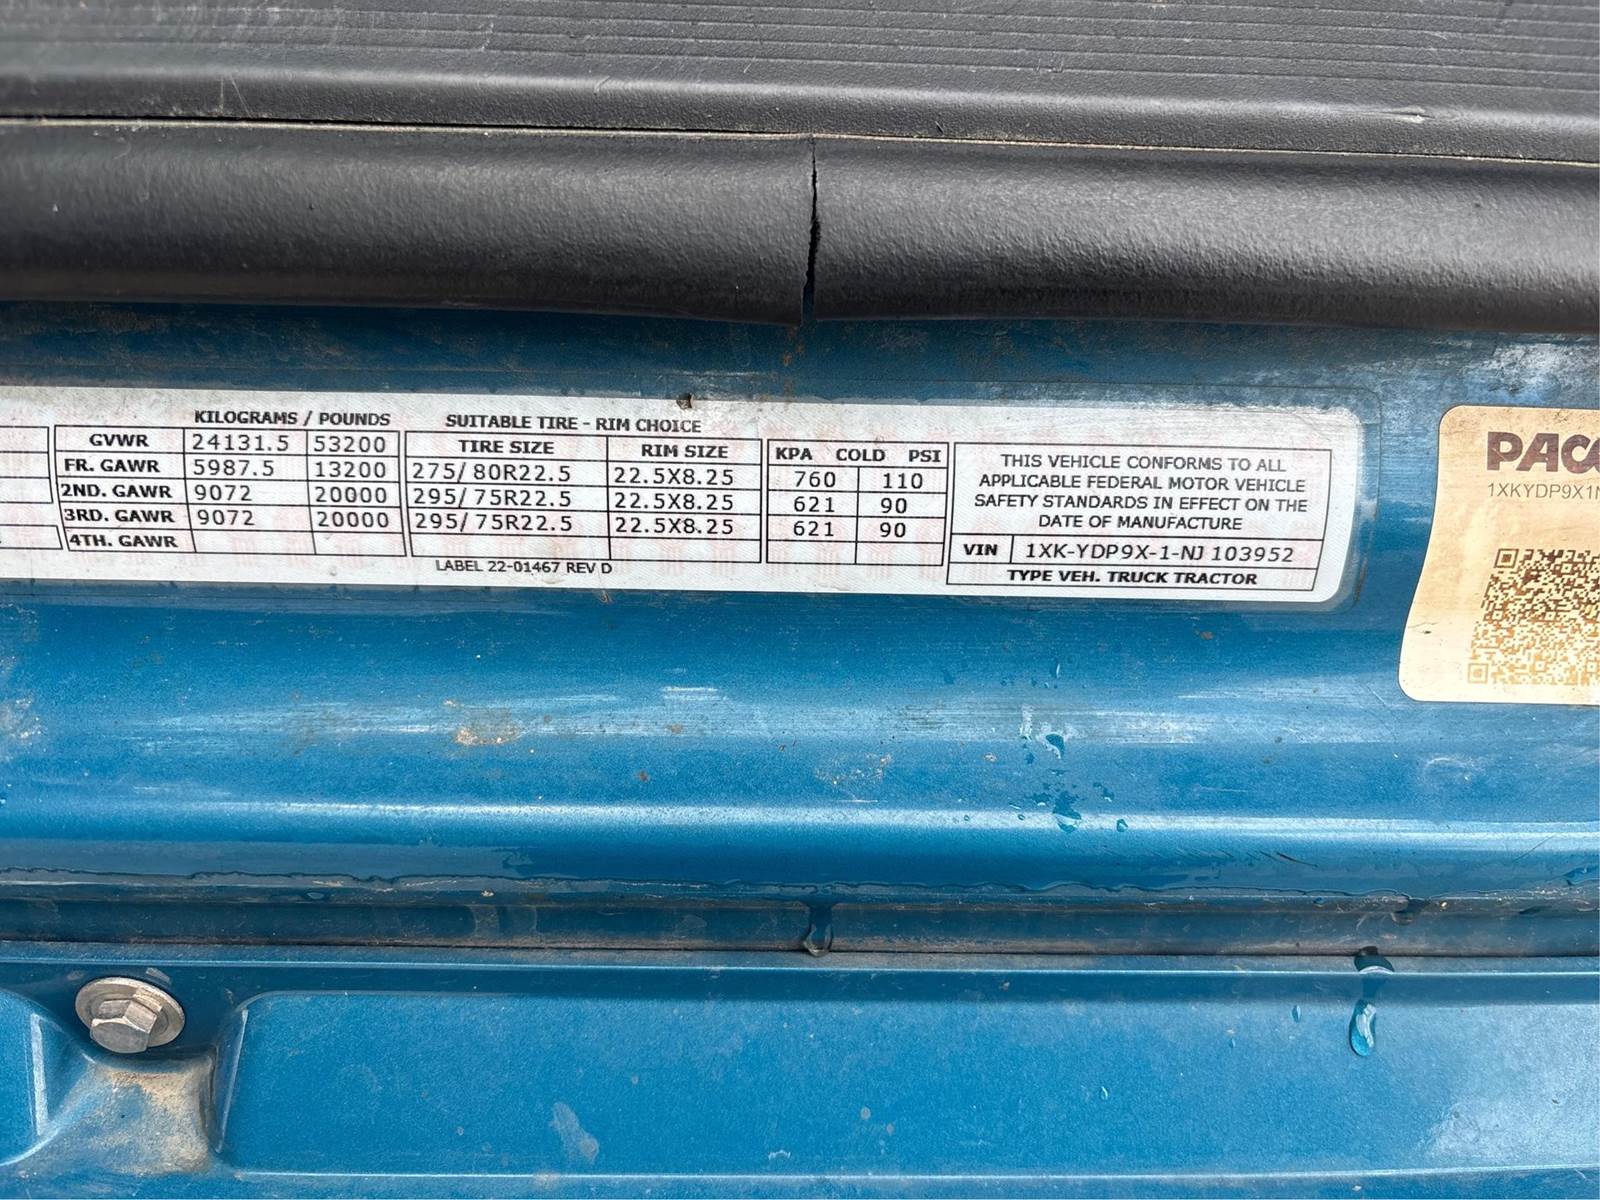 KILOGRAMS / POUNDS
GVWR 24131.5 53200
FR. GAWR 5987.5 13200
2ND. GAWR 9072 20000
3RD. GAWR 9072 20000
4TH. GAWR
SUITABLE TIRE - RIM CHOICE
TIRE SIZE RIM SIZE
275/80R22.5 22.5X8.25
295/75R22.5 22.5X8.25
295/75R22.5 22.5X8.25
LABEL 22-01467 REV D
KPA COLD PSI
760 110
621 90
621 90
THIS VEHICLE CONFORMS TO ALL
APPLICABLE FEDERAL MOTOR VEHICLE
SAFETY STANDARDS IN EFFECT ON THE
DATE OF MANUFACTURE
VIN 1XK-YDP9X-1-NJ 103952
TYPE VEH. TRUCK TRACTOR
PACC
1XKYDP9X1N